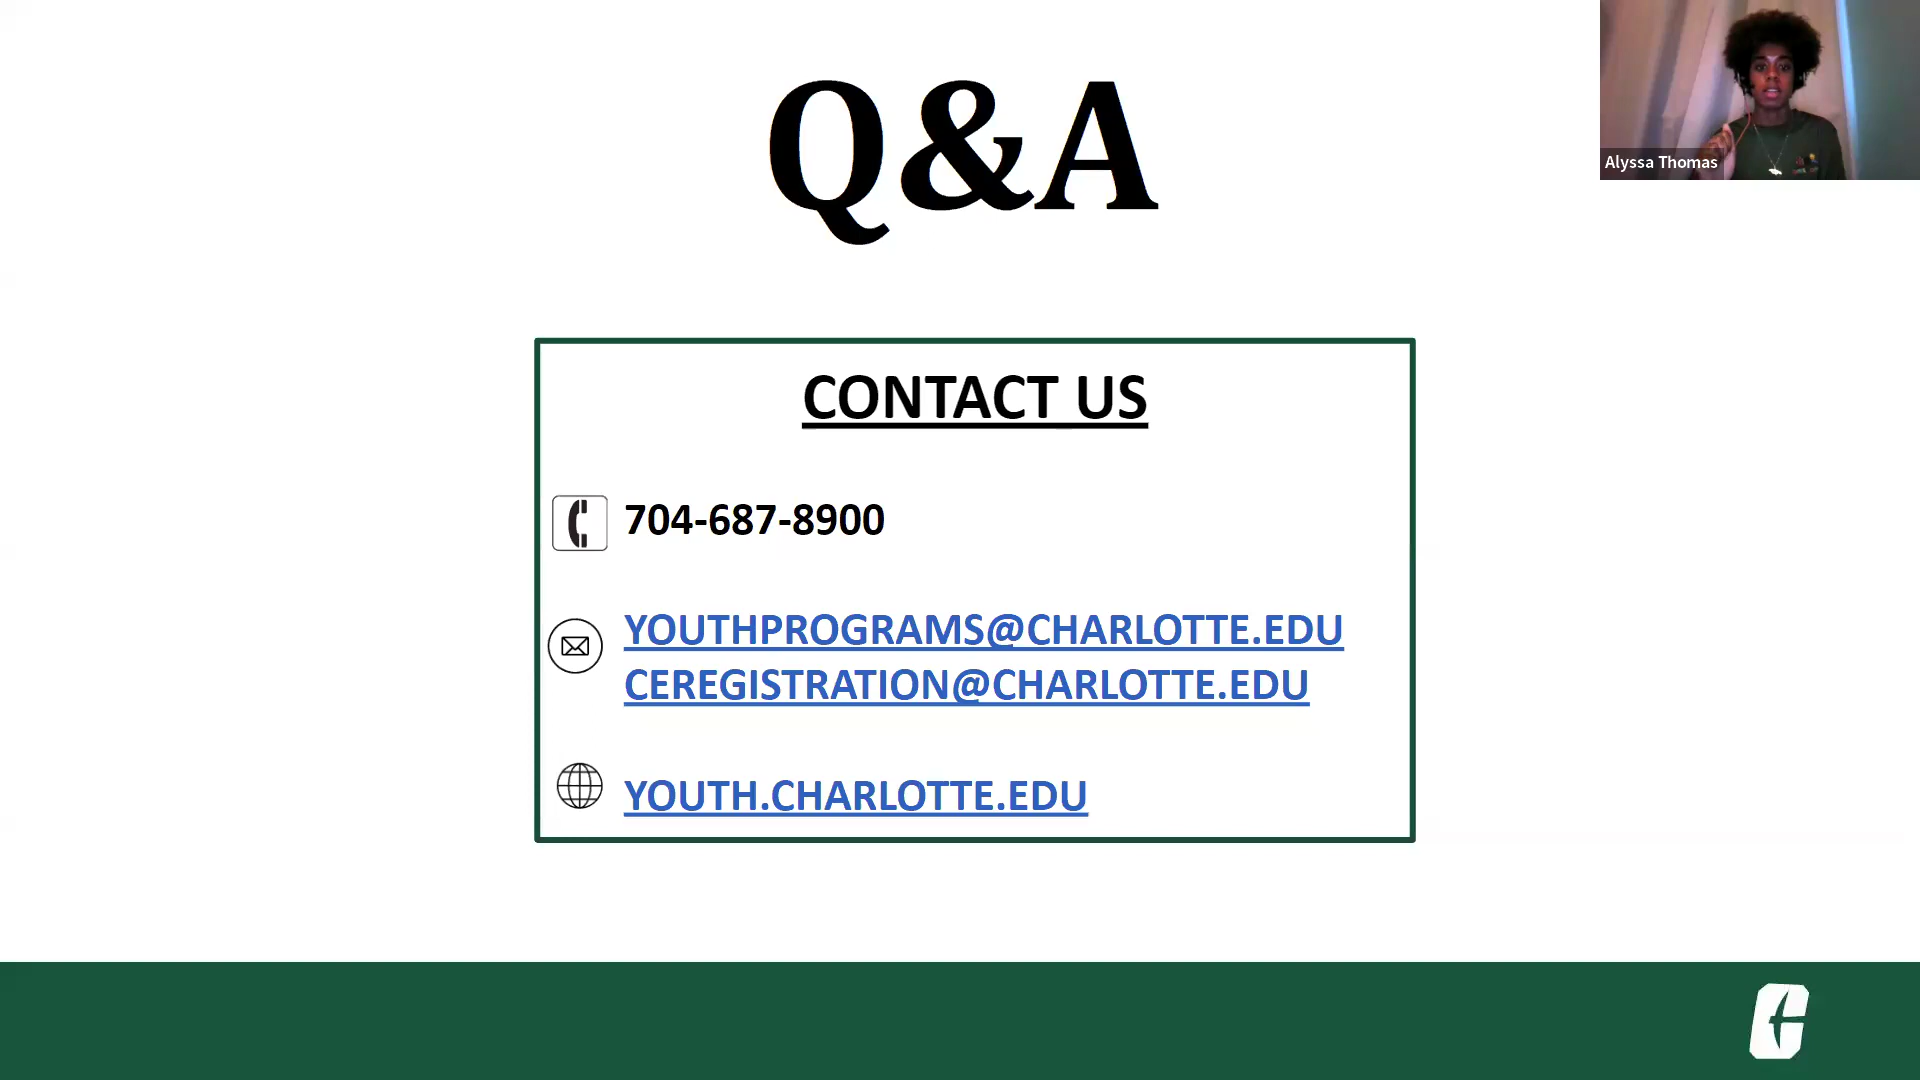 Q&A
Alyssa Thomas
CONTACT US
704-687-8900
YOUTHPROGRAMS@CHARLOTTE.EDU
CEREGISTRATION@CHARLOTTE.EDU
YOUTH.CHARLOTTE.EDU